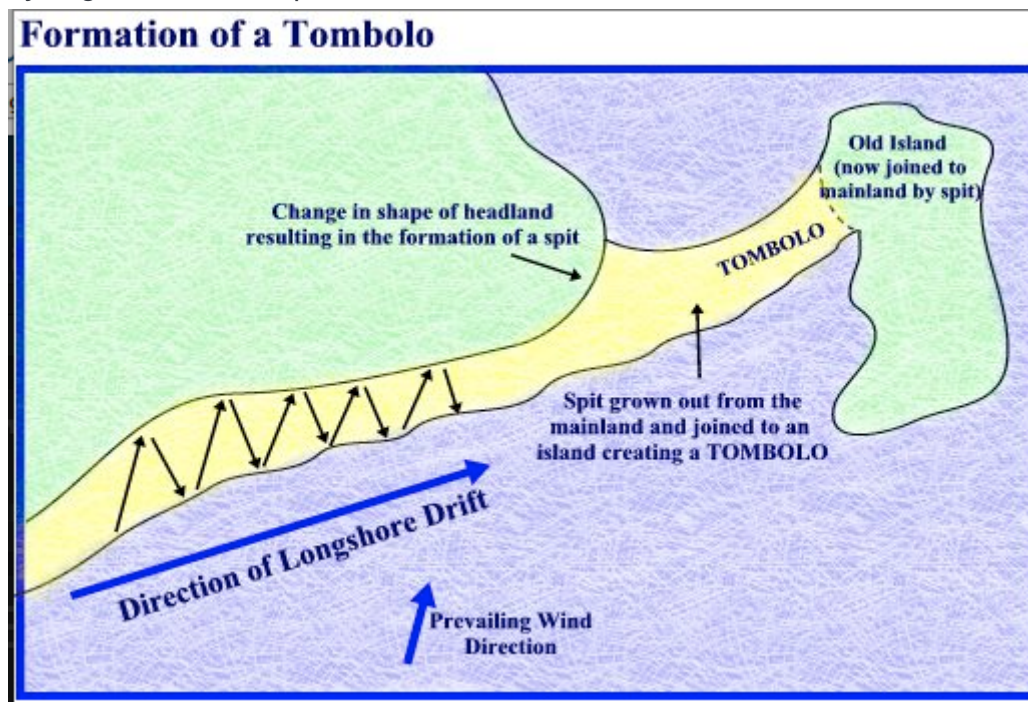 Formation of a Tombolo
Old Island
(now joined to
mainland by spit)
Change in shape of headland
resulting in the formation of a spit
TOMBOLO
Spit grown out from the
mainland and joined to an
island creating a TOMBOLO
Direction of Longshore Drift
Prevailing Wind
Direction